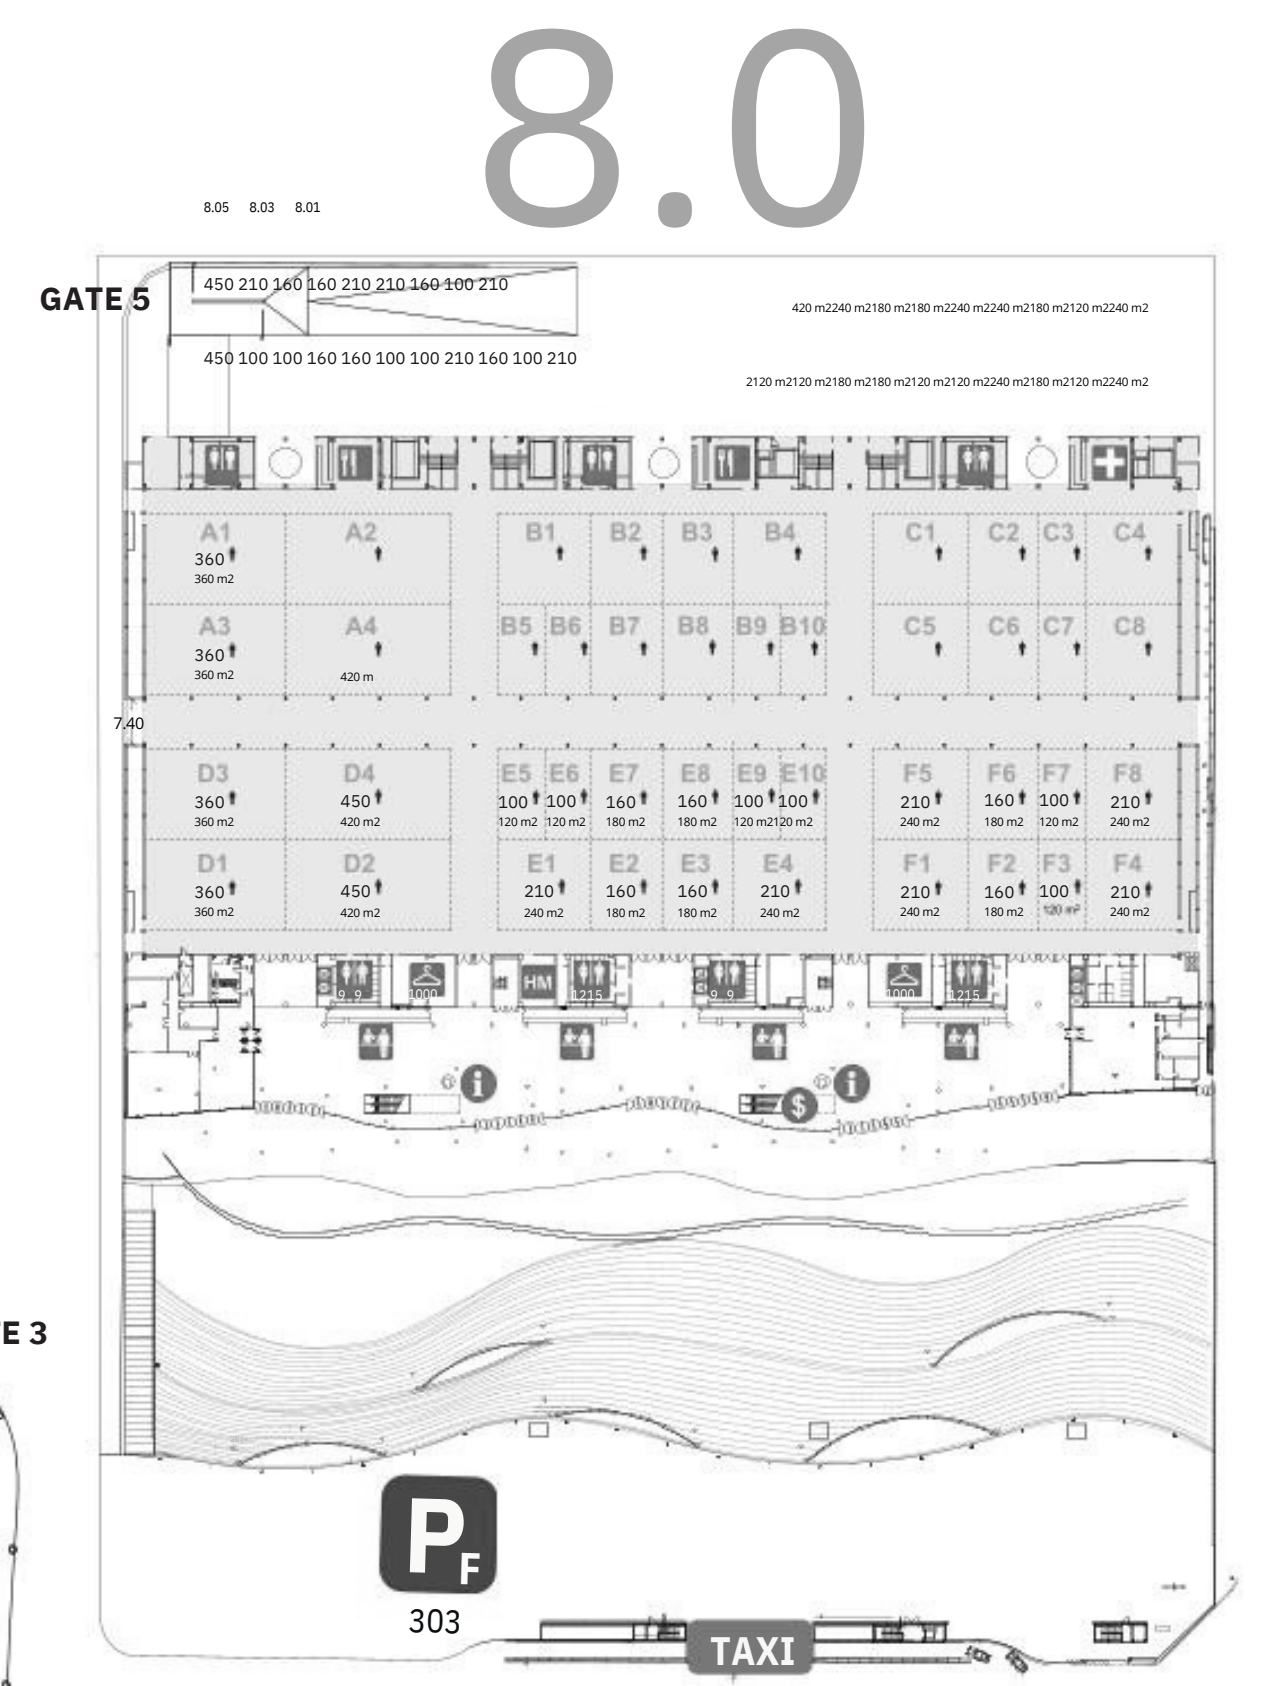 8.0
8.05 8.03 8.01
GATE 5
450 210 160 160 210 210 160 100 210
420 m2240 m2180 m2180 m2240 m2240 m2180 m2120 m2240 m2
450 100 100 160 160 100 100 210 160 100 210
2120 m2120 m2180 m2180 m2120 m2120 m2240 m2180 m2120 m2240 m2
A1 A2 B1 B2 B3 B4 C1 C2 C3 C4
360
360 m2
A3 A4 B5 B6 B7 B8 B9 B10 C5 C6 C7 C8
360
360 m2 420 m
7.40
D3 D4 E5 E6 E7 E8 E9 E10 F5 F6 F7 F8
360 450 100 100 160 160 100 100 210 160 100 210
360 m2 420 m2 120 m2 120 m2 180 m2 180 m2 120 m2120 m2 240 m2 180 m2 120 m2 240 m2
D1 D2 E1 E2 E3 E4 F1 F2 F3 F4
360 450 210 160 160 210 210 160 100 210
360 m2 420 m2 240 m2 180 m2 180 m2 240 m2 240 m2 180 m2 120 m² 240 m2
HM
9 9 1000 1215 9 9 1000 1215
i i
$
E 3
P F
303
TAXI